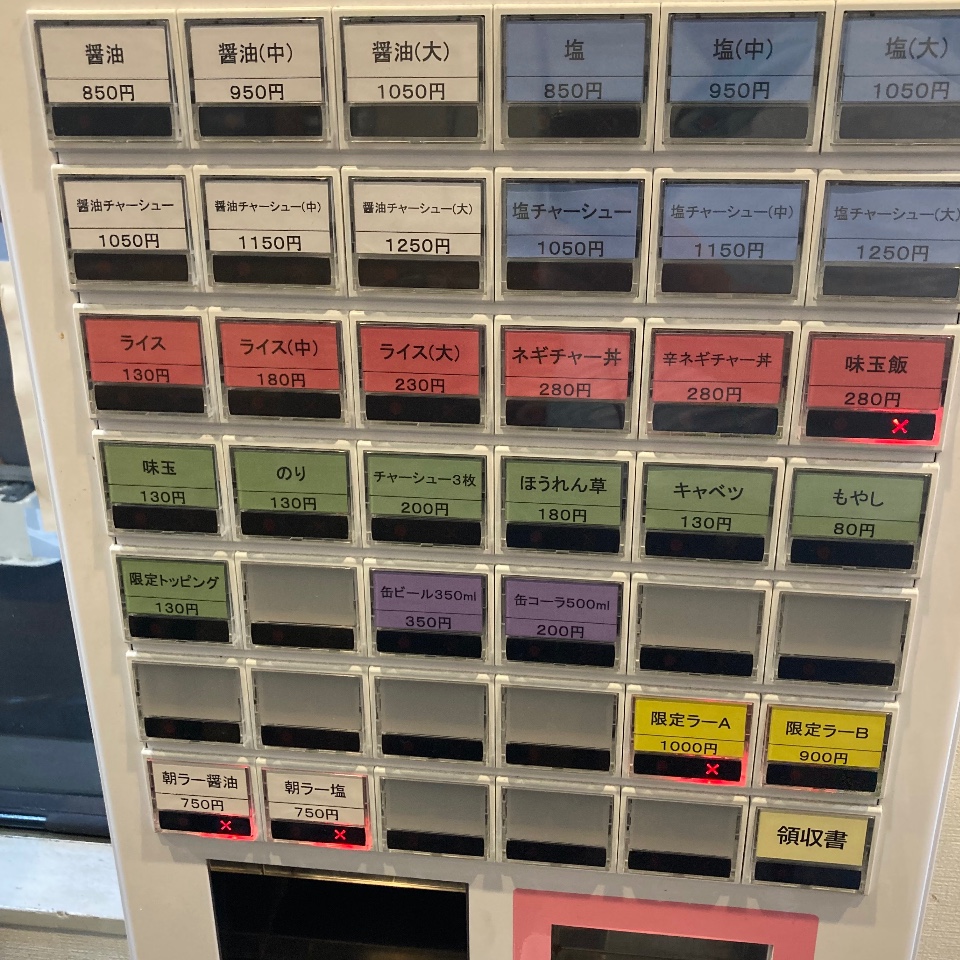 醤油
850円
醤油(中)
950円
醤油(大)
1050円
塩
850円
塩(中)
950円
塩(大)
1050円
醤油チャーシュー
1050円
醤油チャーシュー(中)
1150円
醤油チャーシュー(大)
1250円
塩チャーシュー
1050円
塩チャーシュー(中)
1150円
塩チャーシュー(大)
1250円
ライス
130円
ライス(中)
180円
ライス(大)
230円
ネギチャー丼
280円
辛ネギチャー丼
280円
味玉飯
280円
×
味玉
130円
のり
130円
チャーシュー3枚
200円
ほうれん草
180円
キャベツ
130円
もやし
80円
限定トッピング
130円
缶ビール350ml
350円
缶コーラ500ml
200円
限定ラーA
1000円
×
限定ラーB
900円
朝ラー醤油
750円
×
朝ラー塩
750円
×
領収書